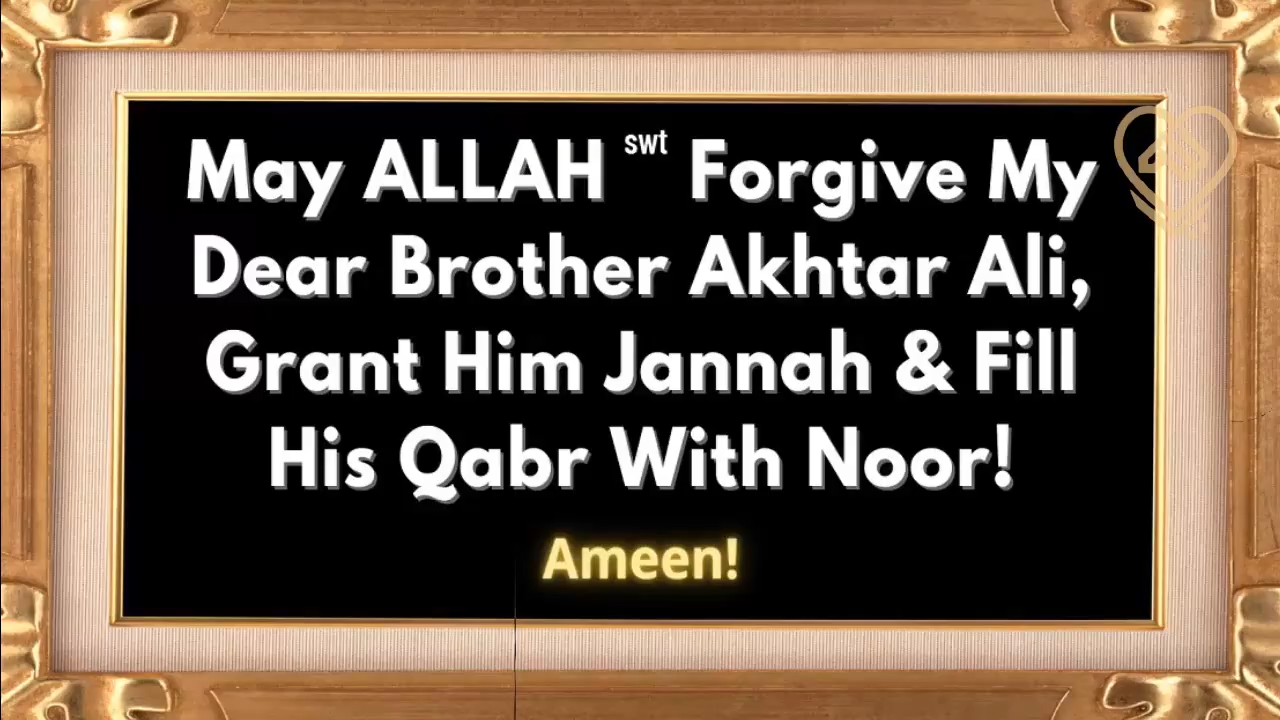 May ALLAH swt Forgive My
Dear Brother Akhtar Ali,
Grant Him Jannah & Fill
His Qabr With Noor!
Ameen!